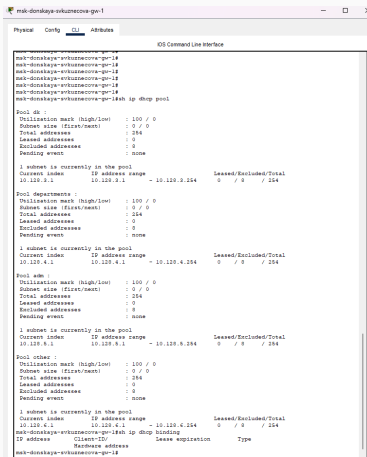 msk-donskaya-svkuznecova-gw-1
Physical Config CLI Attributes
IOS Command Line Interface
msk-donskaya-svkuznecova-gw-1#
msk-donskaya-svkuznecova-gw-1#
msk-donskaya-svkuznecova-gw-1#
msk-donskaya-svkuznecova-gw-1#
msk-donskaya-svkuznecova-gw-1#
msk-donskaya-svkuznecova-gw-1#
msk-donskaya-svkuznecova-gw-1#sh ip dhcp pool
Pool dk :
Utilization mark (high/low) : 100 / 0
Subnet size (first/next) : 0 / 0
Total addresses : 254
Leased addresses : 0
Excluded addresses : 8
Pending event : none
1 subnet is currently in the pool
Current index IP address range Leased/Excluded/Total
10.128.3.1 10.128.3.1 - 10.128.3.254 0 / 8 / 254
Pool departments :
Utilization mark (high/low) : 100 / 0
Subnet size (first/next) : 0 / 0
Total addresses : 254
Leased addresses : 0
Excluded addresses : 8
Pending event : none
1 subnet is currently in the pool
Current index IP address range Leased/Excluded/Total
10.128.4.1 10.128.4.1 - 10.128.4.254 0 / 8 / 254
Pool adm :
Utilization mark (high/low) : 100 / 0
Subnet size (first/next) : 0 / 0
Total addresses : 254
Leased addresses : 0
Excluded addresses : 8
Pending event : none
1 subnet is currently in the pool
Current index IP address range Leased/Excluded/Total
10.128.5.1 10.128.5.1 - 10.128.5.254 0 / 8 / 254
Pool other :
Utilization mark (high/low) : 100 / 0
Subnet size (first/next) : 0 / 0
Total addresses : 254
Leased addresses : 0
Excluded addresses : 8
Pending event : none
1 subnet is currently in the pool
Current index IP address range Leased/Excluded/Total
10.128.6.1 10.128.6.1 - 10.128.6.254 0 / 8 / 254
msk-donskaya-svkuznecova-gw-1#sh ip dhcp binding
IP address Client-ID/ Lease expiration Type
Hardware address
msk-donskaya-svkuznecova-gw-1#